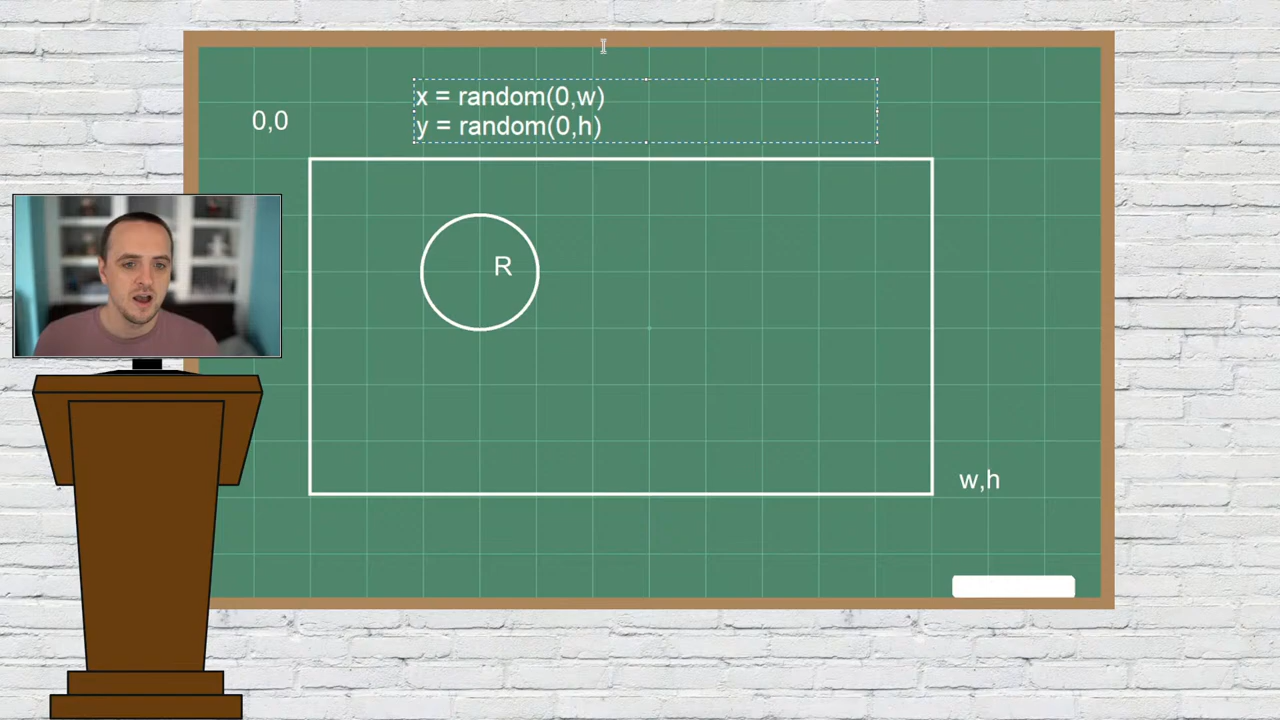 x = random(0,w)
y = random(0,h)
0,0
R
w,h